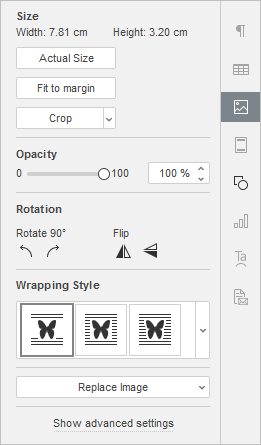 Size
Width: 7.81 cm Height: 3.20 cm
Actual Size
Fit to margin
Crop
Opacity
0 100 100 %
Rotation
Rotate 90° Flip
Wrapping Style
Replace Image
Show advanced settings
Ta